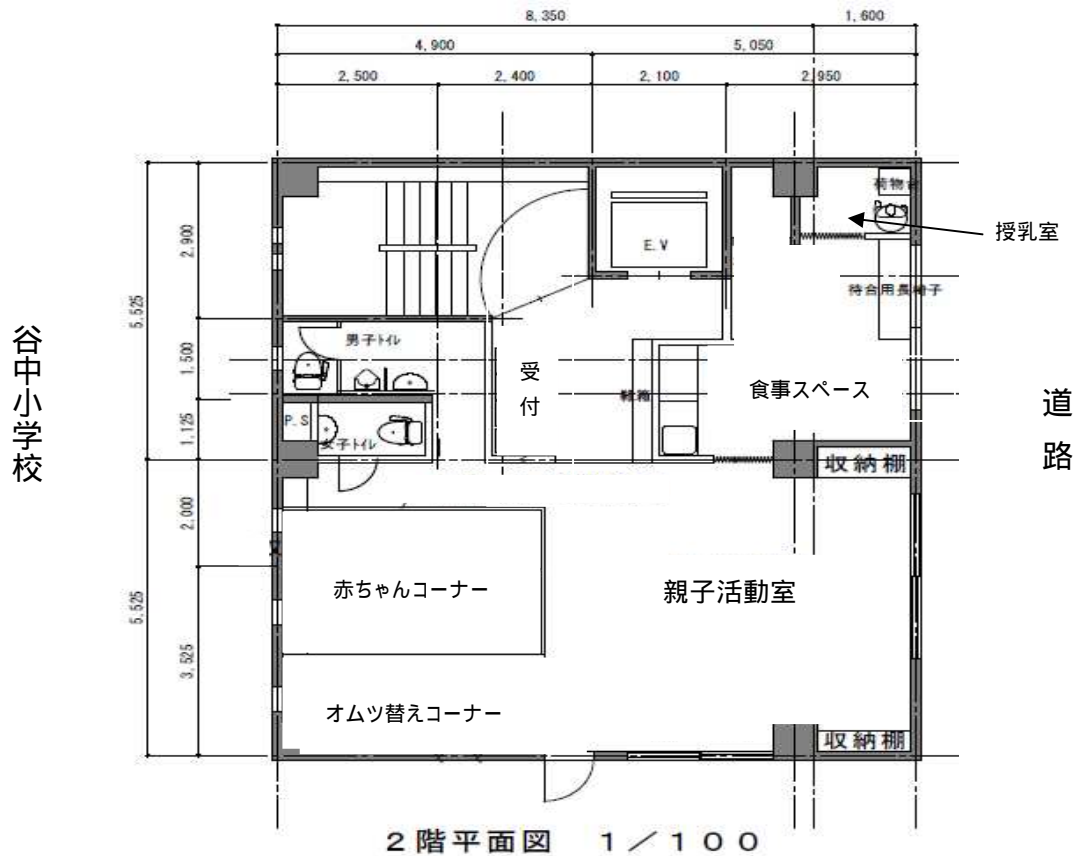 8,350
1,600
4,900
5,050
2,500
2,400
2,100
2,950
荷物台
授乳室
2,900
E.V
待合用長椅子
5,525
男子トイレ
1,500
受付
靴箱
食事スペース
谷中小学校
道路
P.S
1,125
女子トイレ
収納棚
2,000
赤ちゃんコーナー
親子活動室
5,525
3,525
オムツ替えコーナー
収納棚
2階平面図 1/100